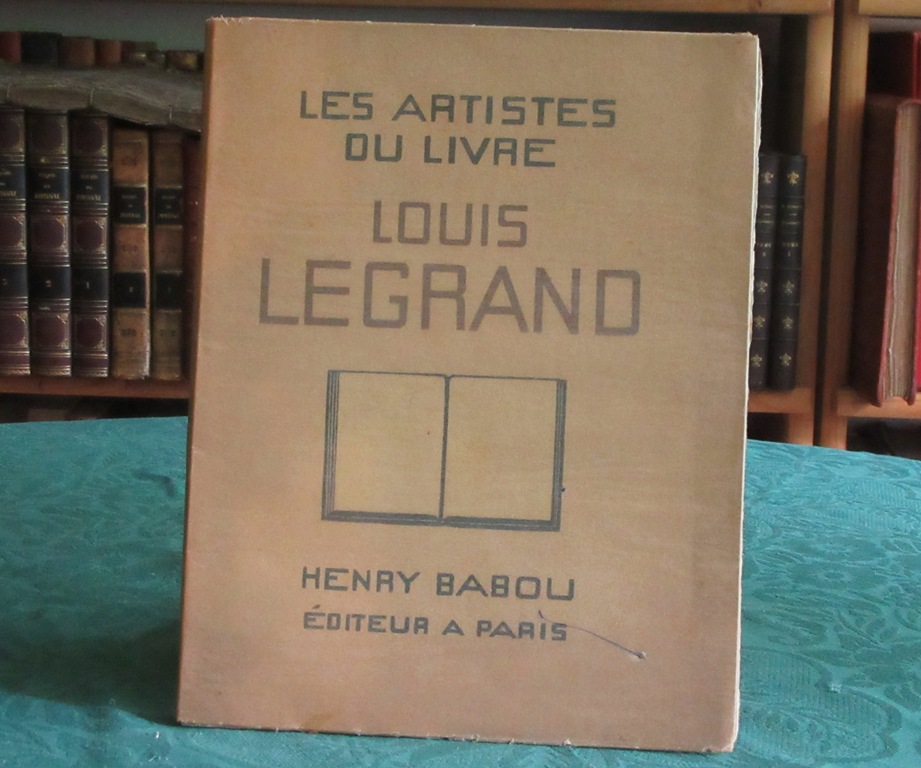 LES ARTISTES
DU LIVRE
LOUIS
LEGRAND
HENRY BABOU
ÉDITEUR A PARIS